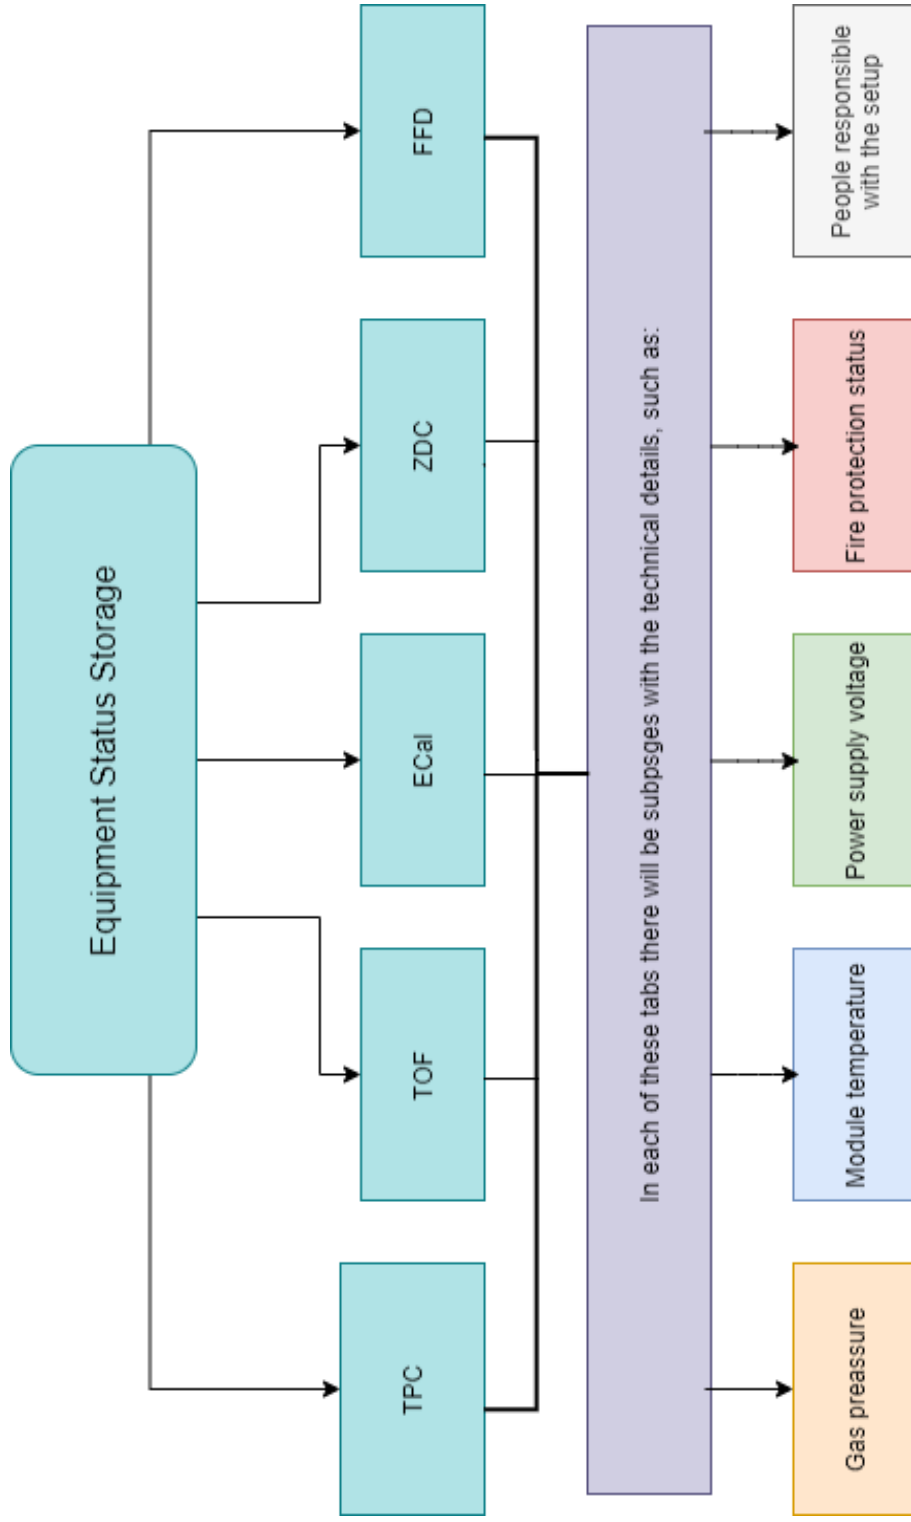 Equipment Status Storage
TPC
TOF
ECal
ZDC
FFD
In each of these tabs there will be subpsges with the technical details, such as:
Gas preassure
Module temperature
Power supply voltage
Fire protection status
People responsible
with the setup